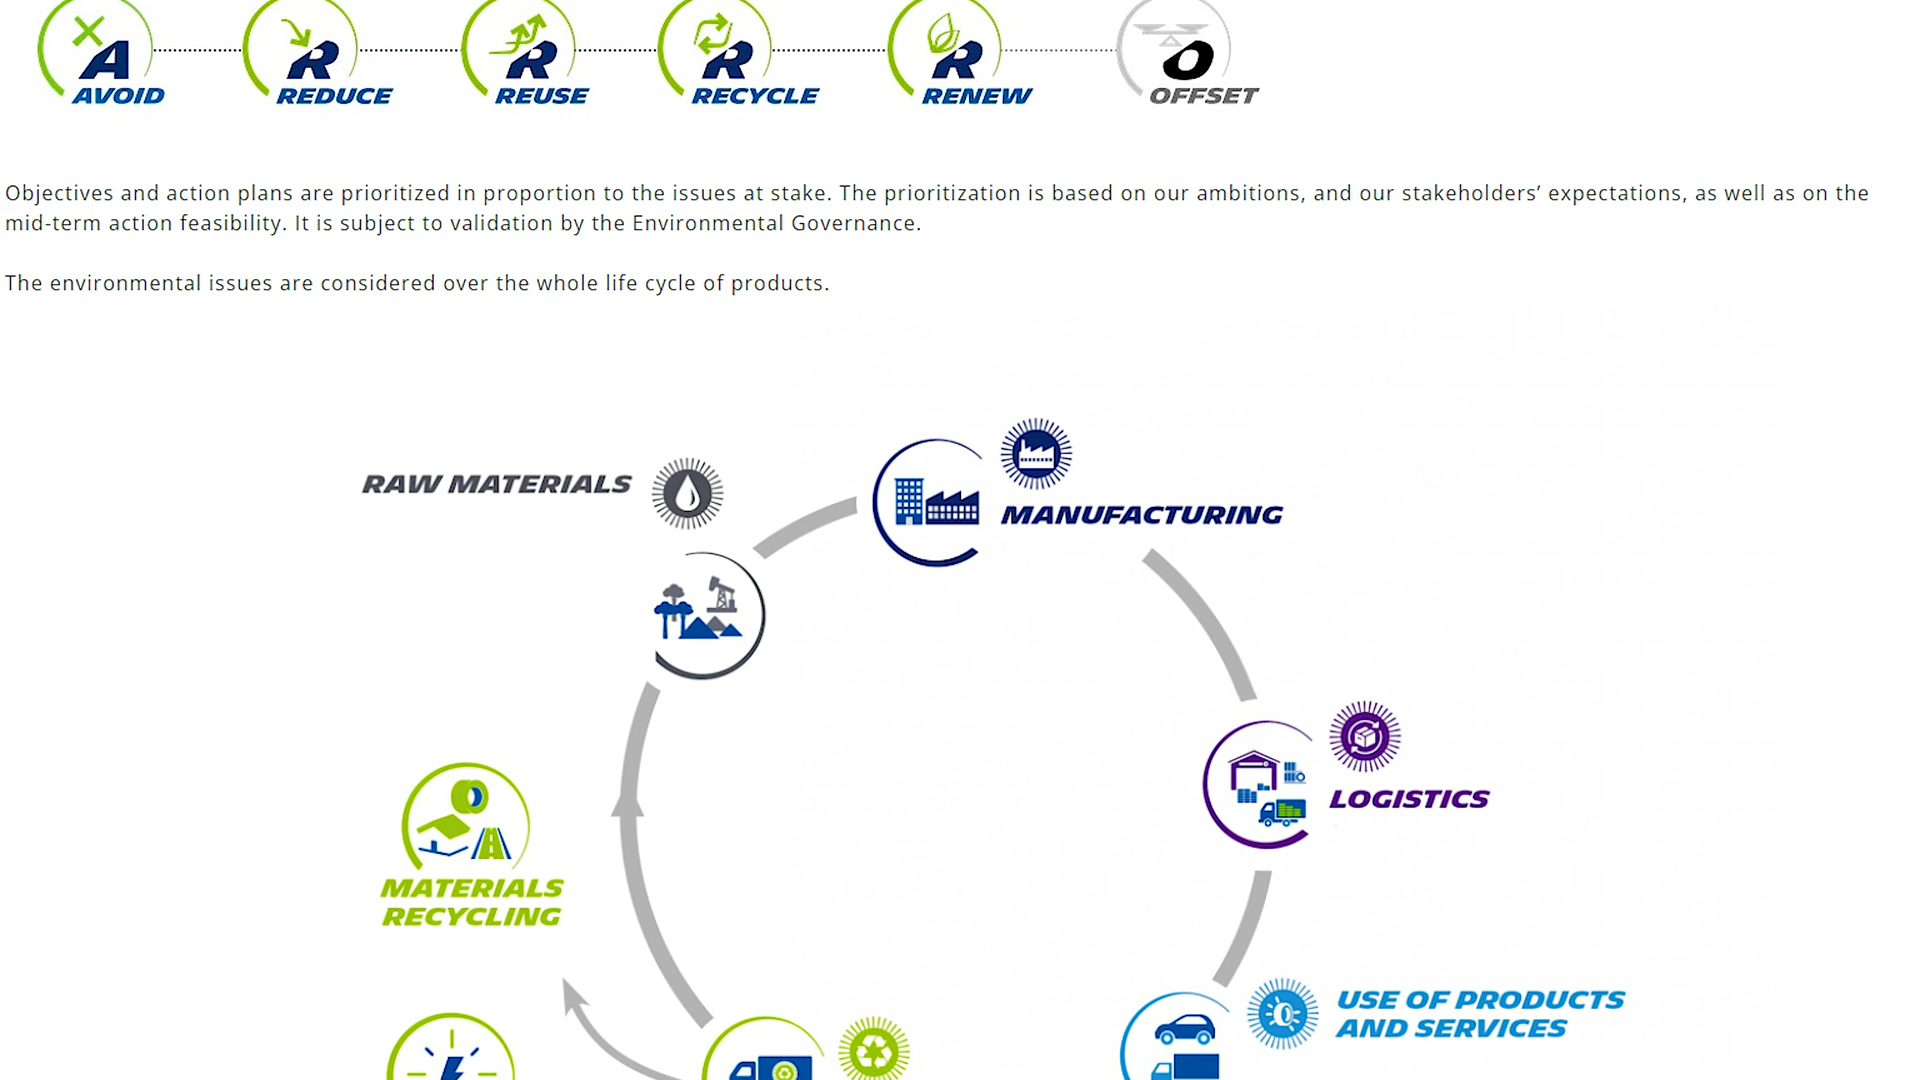 A R R R R O
AVOID REDUCE REUSE RECYCLE RENEW OFFSET
Objectives and action plans are prioritized in proportion to the issues at stake. The prioritization is based on our ambitions, and our stakeholders’ expectations, as well as on the
mid-term action feasibility. It is subject to validation by the Environmental Governance.
The environmental issues are considered over the whole life cycle of products.
RAW MATERIALS
MANUFACTURING
LOGISTICS
MATERIALS
RECYCLING
USE OF PRODUCTS
AND SERVICES